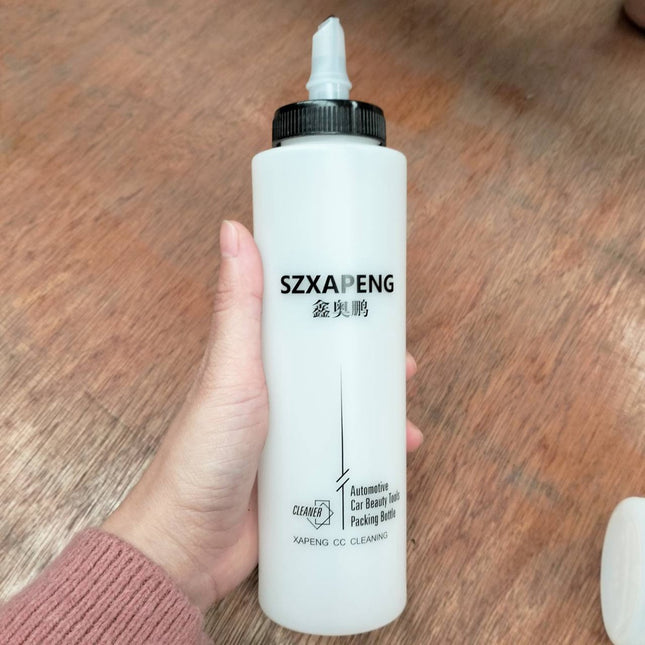 SZXAPENG
鑫奥鹏
Automotive
Car Beauty Tools
Packing Bottle
CLEANER
XAPENG CC CLEANING